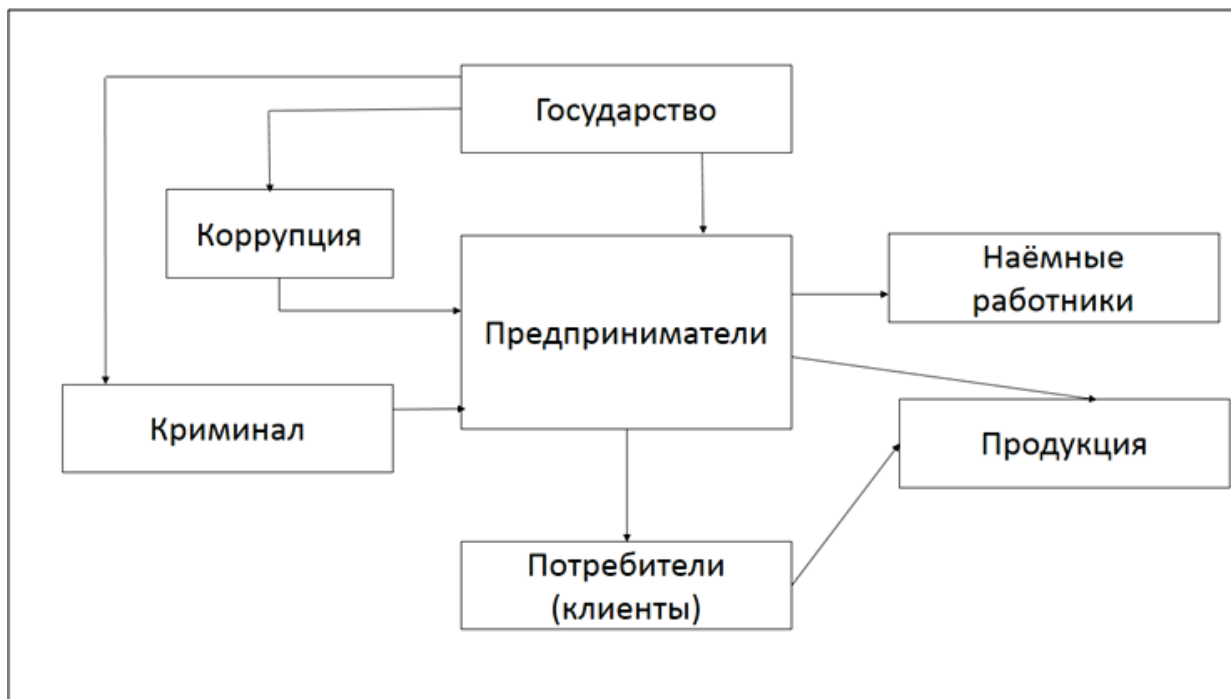 Государство
Коррупция
Наёмные
работники
Предприниматели
Криминал
Продукция
Потребители
(клиенты)